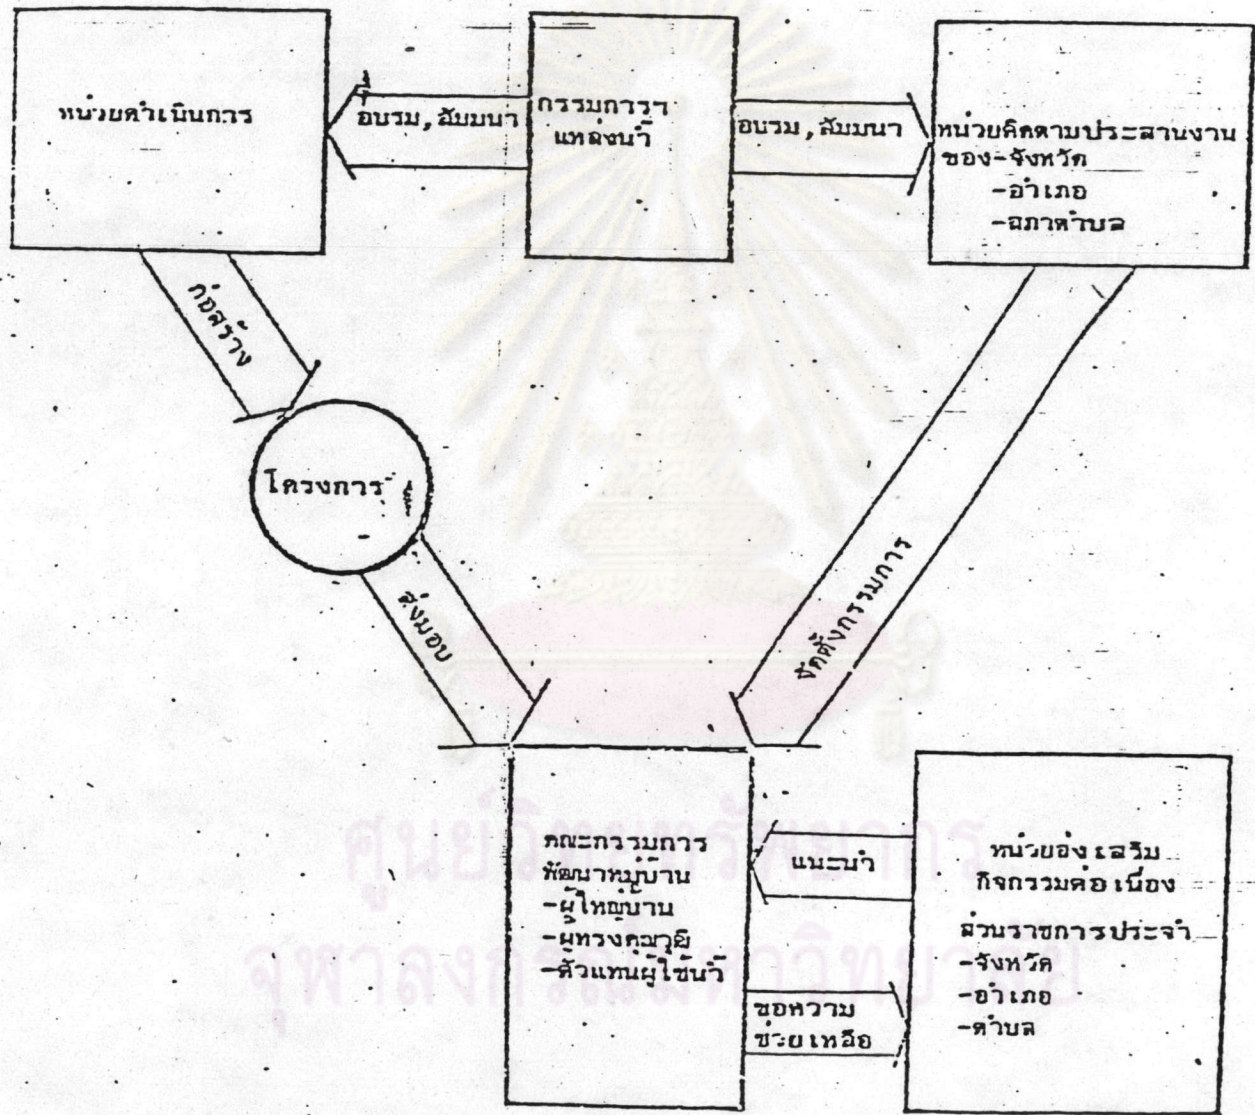 หน่วยดำเนินการ
อบรม, สัมมนา
กรรมการฯ
แหล่งน้ำ
อบรม, สัมมนา
หน่วยติดตามประสานงาน
ของ-จังหวัด
-อำเภอ
-สภาตำบล
ก่อสร้าง
โครงการ
ส่งมอบ
จัดตั้งกรรมการ
คณะกรรมการ
พัฒนาหมู่บ้าน
-ผู้ใหญ่บ้าน
-ผู้ทรงคุณวุฒิ
-ตัวแทนผู้ใช้น้ำ
แนะนำ
ขอความ
ช่วยเหลือ
หน่วยส่งเสริม
กิจกรรมต่อเนื่อง
ส่วนราชการประจำ
-จังหวัด
-อำเภอ
-ตำบล
ศูนย์วิทยทรัพยากร
จุฬาลงกรณ์มหาวิทยาลัย